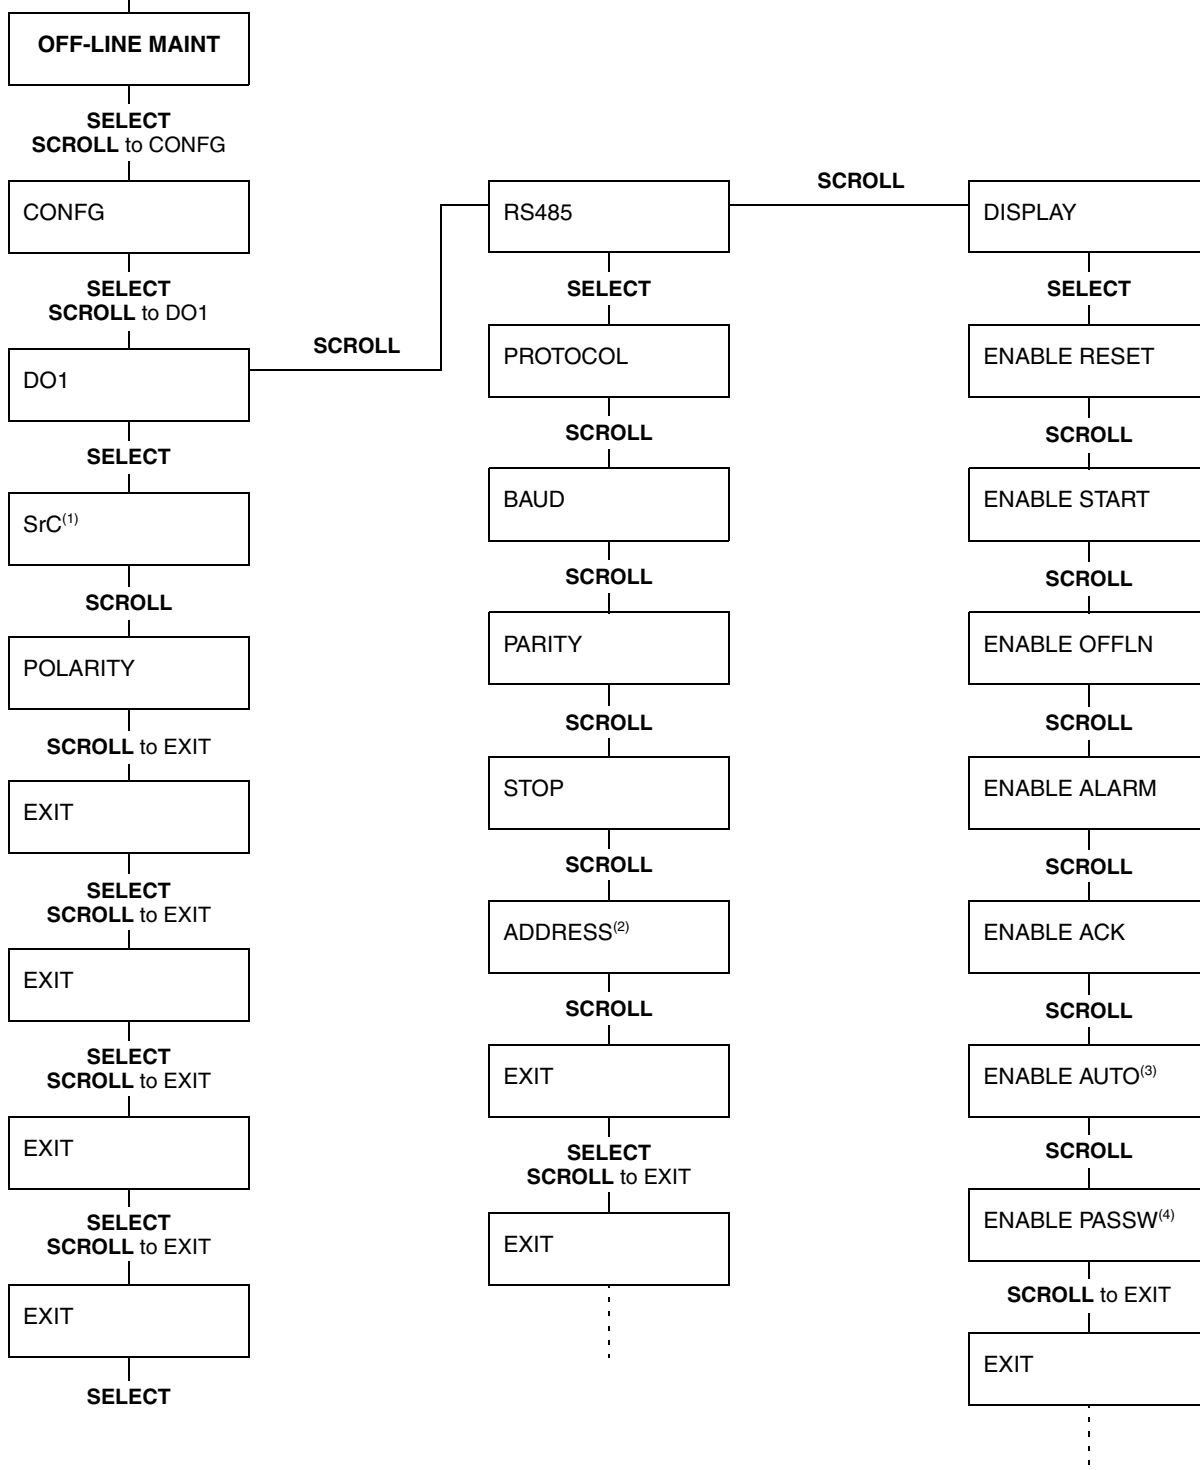 OFF-LINE MAINT
SELECT
SCROLL to CONFG
CONFG
SELECT
SCROLL to DO1
DO1
SCROLL
SELECT
SrC(1)
SCROLL
POLARITY
SCROLL to EXIT
EXIT
SELECT
SCROLL to EXIT
EXIT
SELECT
SCROLL to EXIT
EXIT
SELECT
SCROLL to EXIT
EXIT
SELECT
RS485
SCROLL
SELECT
PROTOCOL
SCROLL
BAUD
SCROLL
PARITY
SCROLL
STOP
SCROLL
ADDRESS(2)
SCROLL
EXIT
SELECT
SCROLL to EXIT
EXIT
DISPLAY
SELECT
ENABLE RESET
SCROLL
ENABLE START
SCROLL
ENABLE OFFLN
SCROLL
ENABLE ALARM
SCROLL
ENABLE ACK
SCROLL
ENABLE AUTO(3)
SCROLL
ENABLE PASSW(4)
SCROLL to EXIT
EXIT